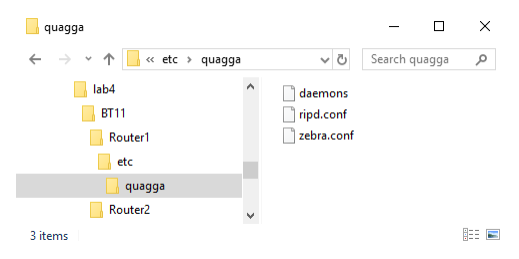 quagga
« etc > quagga
Search quagga
lab4
BT11
Router1
etc
quagga
Router2
daemons
ripd.conf
zebra.conf
3 items